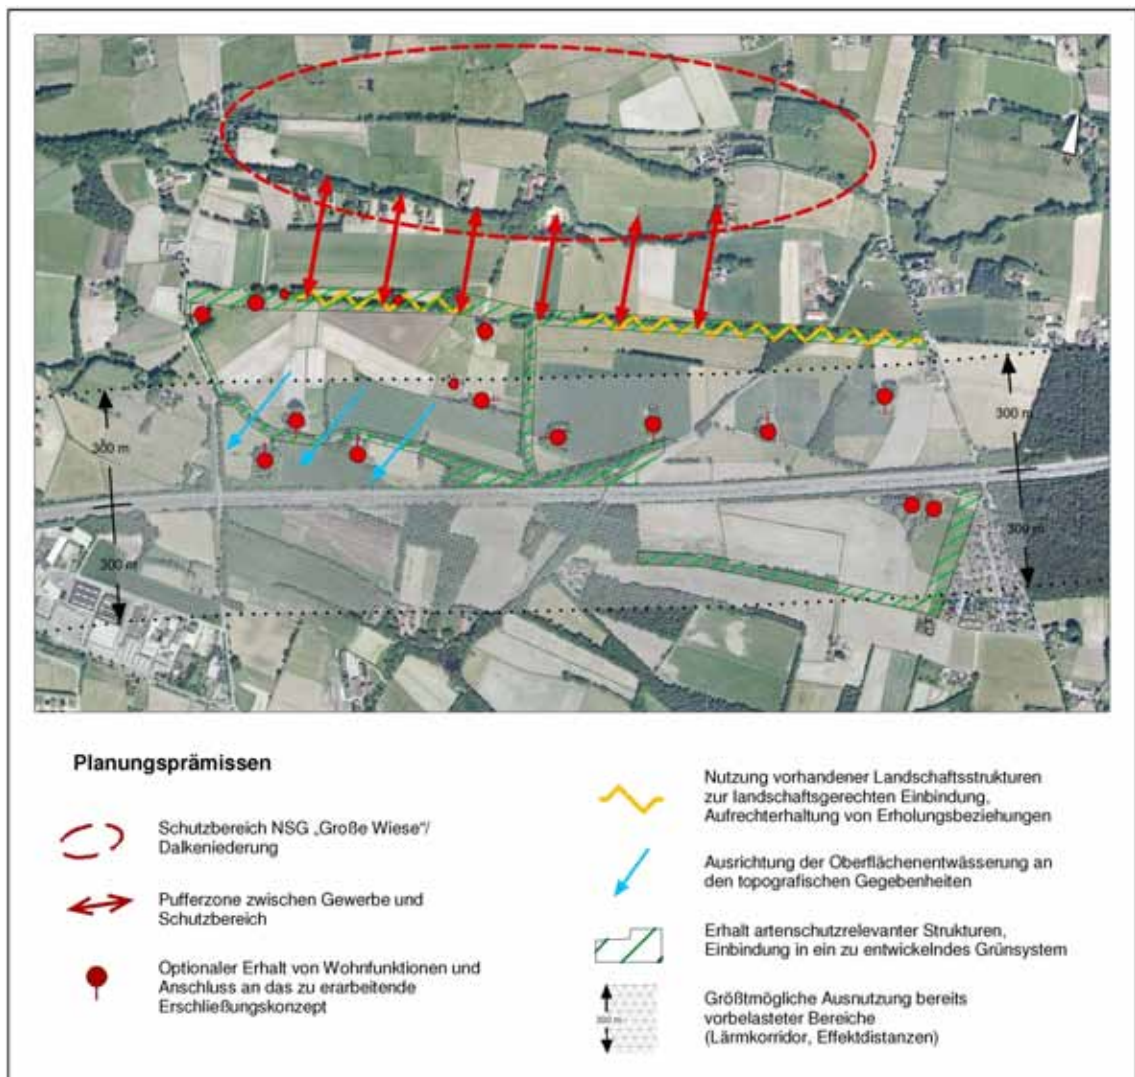 300 m
300 m
300 m
300 m
Planungsprämissen
Schutzbereich NSG „Große Wiese“/
Dalkeniederung
Pufferzone zwischen Gewerbe und
Schutzbereich
Optionaler Erhalt von Wohnfunktionen und
Anschluss an das zu erarbeitende
Erschließungskonzept
Nutzung vorhandener Landschaftsstrukturen
zur landschaftsgerechten Einbindung,
Aufrechterhaltung von Erholungsbeziehungen
Ausrichtung der Oberflächenentwässerung an
den topografischen Gegebenheiten
Erhalt artenschutzrelevanter Strukturen,
Einbindung in ein zu entwickelndes Grünsystem
300 m
Größtmögliche Ausnutzung bereits
vorbelasteter Bereiche
(Lärmkorridor, Effektdistanzen)